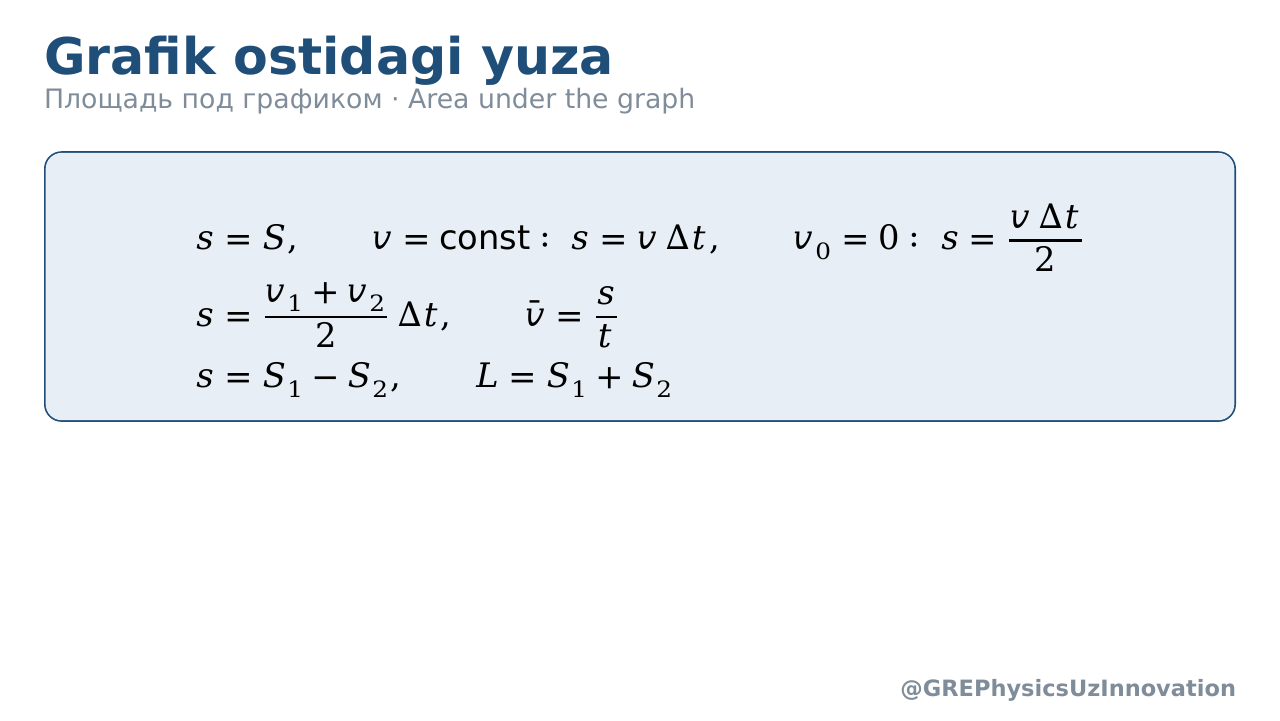 Grafik ostidagi yuza
Площадь под графиком · Area under the graph
s = S,  v = const : s = v Δt,  v₀ = 0 : s = (v Δt)/2
s = (v₁ + v₂)/2 Δt,  v̄ = s/t
s = S₁ − S₂,  L = S₁ + S₂
@GREPhysicsUzInnovation